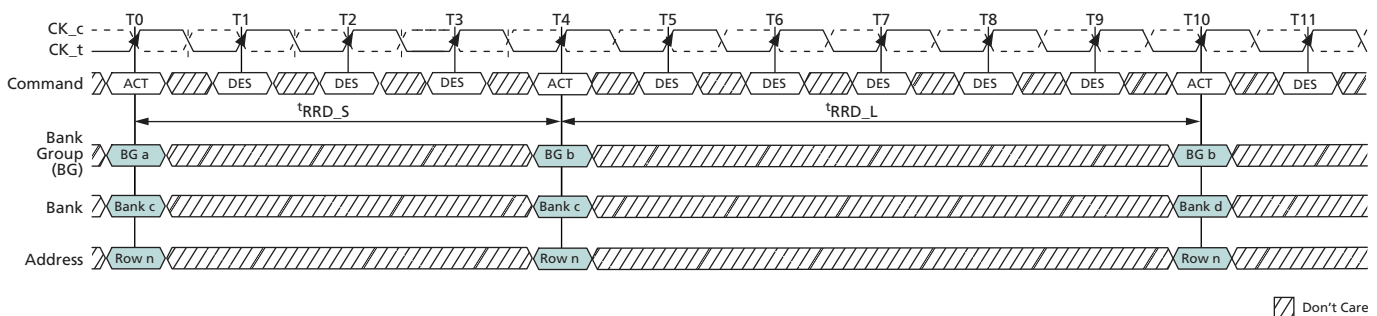 T0 T1 T2 T3 T4 T5 T6 T7 T8 T9 T10 T11
CK_c
CK_t
Command ACT DES DES DES ACT DES DES DES DES DES ACT DES
tRRD_S tRRD_L
Bank
Group
(BG)
BG a BG b BG b
Bank Bank c Bank c Bank d
Address Row n Row n Row n
Don't Care